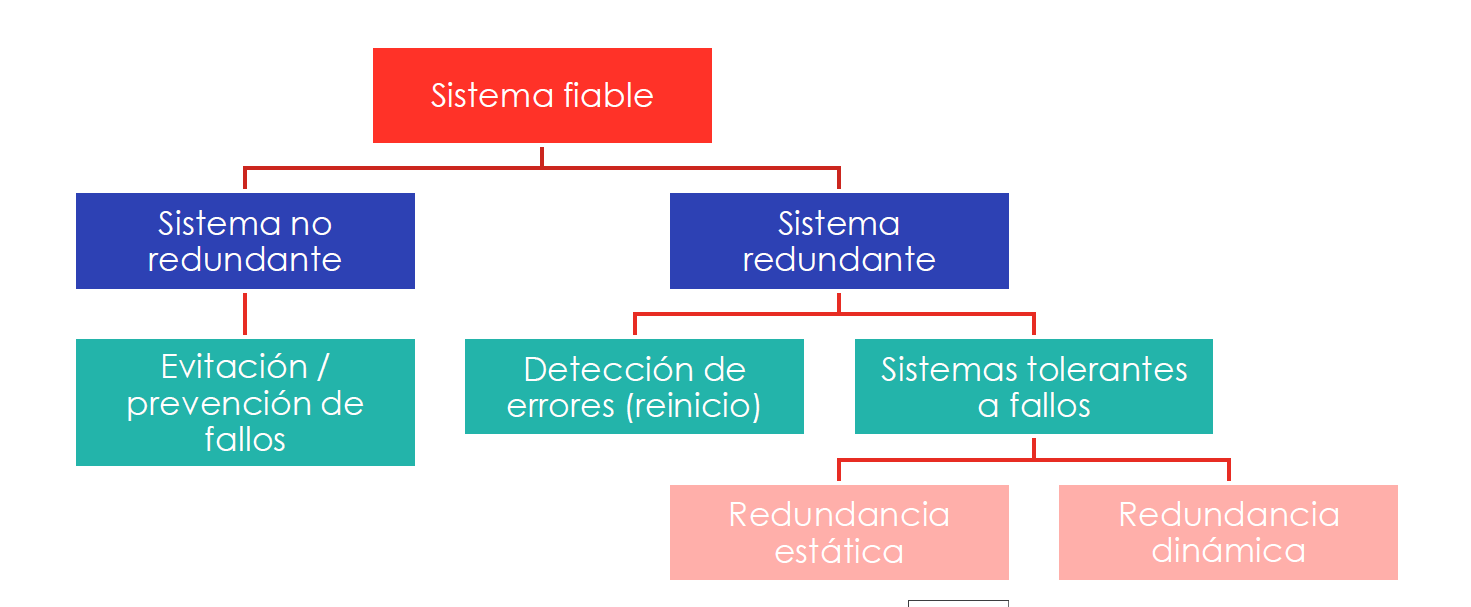 Sistema fiable
Sistema no
redundante
Sistema
redundante
Evitación /
prevención de
fallos
Detección de
errores (reinicio)
Sistemas tolerantes
a fallos
Redundancia
estática
Redundancia
dinámica